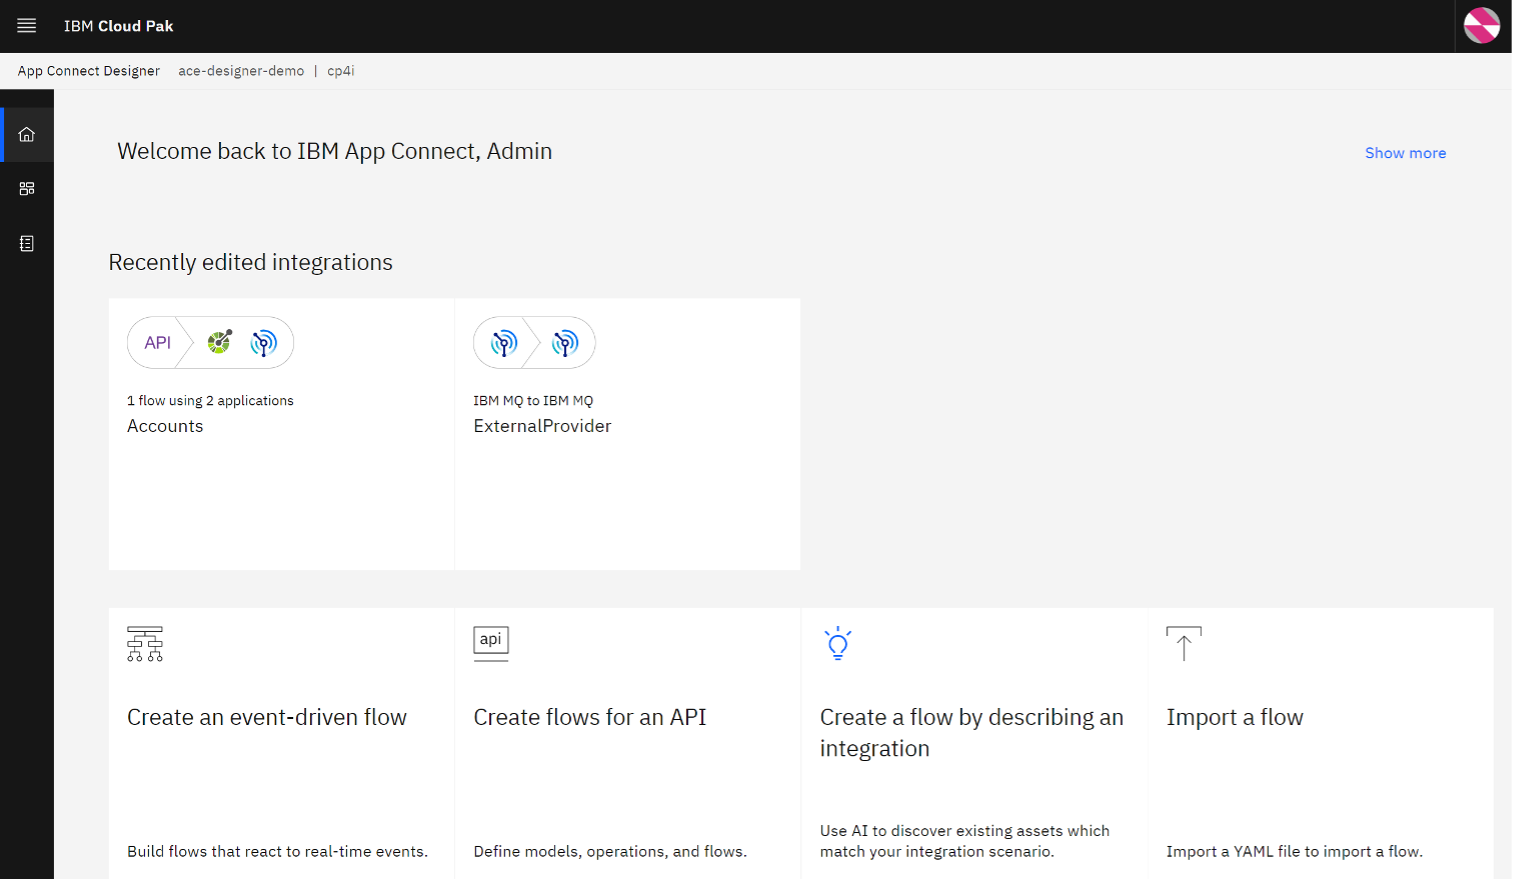 IBM Cloud Pak
App Connect Designer ace-designer-demo | cp4i
Welcome back to IBM App Connect, Admin
Show more
Recently edited integrations
API
1 flow using 2 applications
Accounts
IBM MQ to IBM MQ
ExternalProvider
Create an event-driven flow
Build flows that react to real-time events.
api
Create flows for an API
Define models, operations, and flows.
Create a flow by describing an
integration
Use AI to discover existing assets which
match your integration scenario.
Import a flow
Import a YAML file to import a flow.